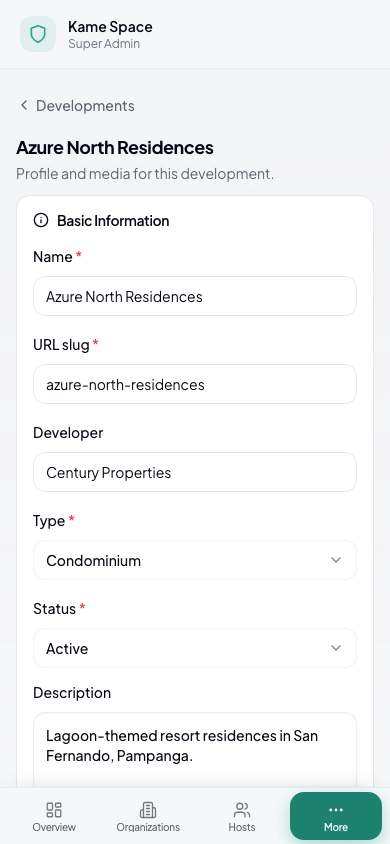 Kame Space
Super Admin
Developments
Azure North Residences
Profile and media for this development.
Basic Information
Name *
Azure North Residences
URL slug *
azure-north-residences
Developer
Century Properties
Type *
Condominium
Status *
Active
Description
Lagoon-themed resort residences in San
Fernando, Pampanga.
Overview
Organizations
Hosts
More